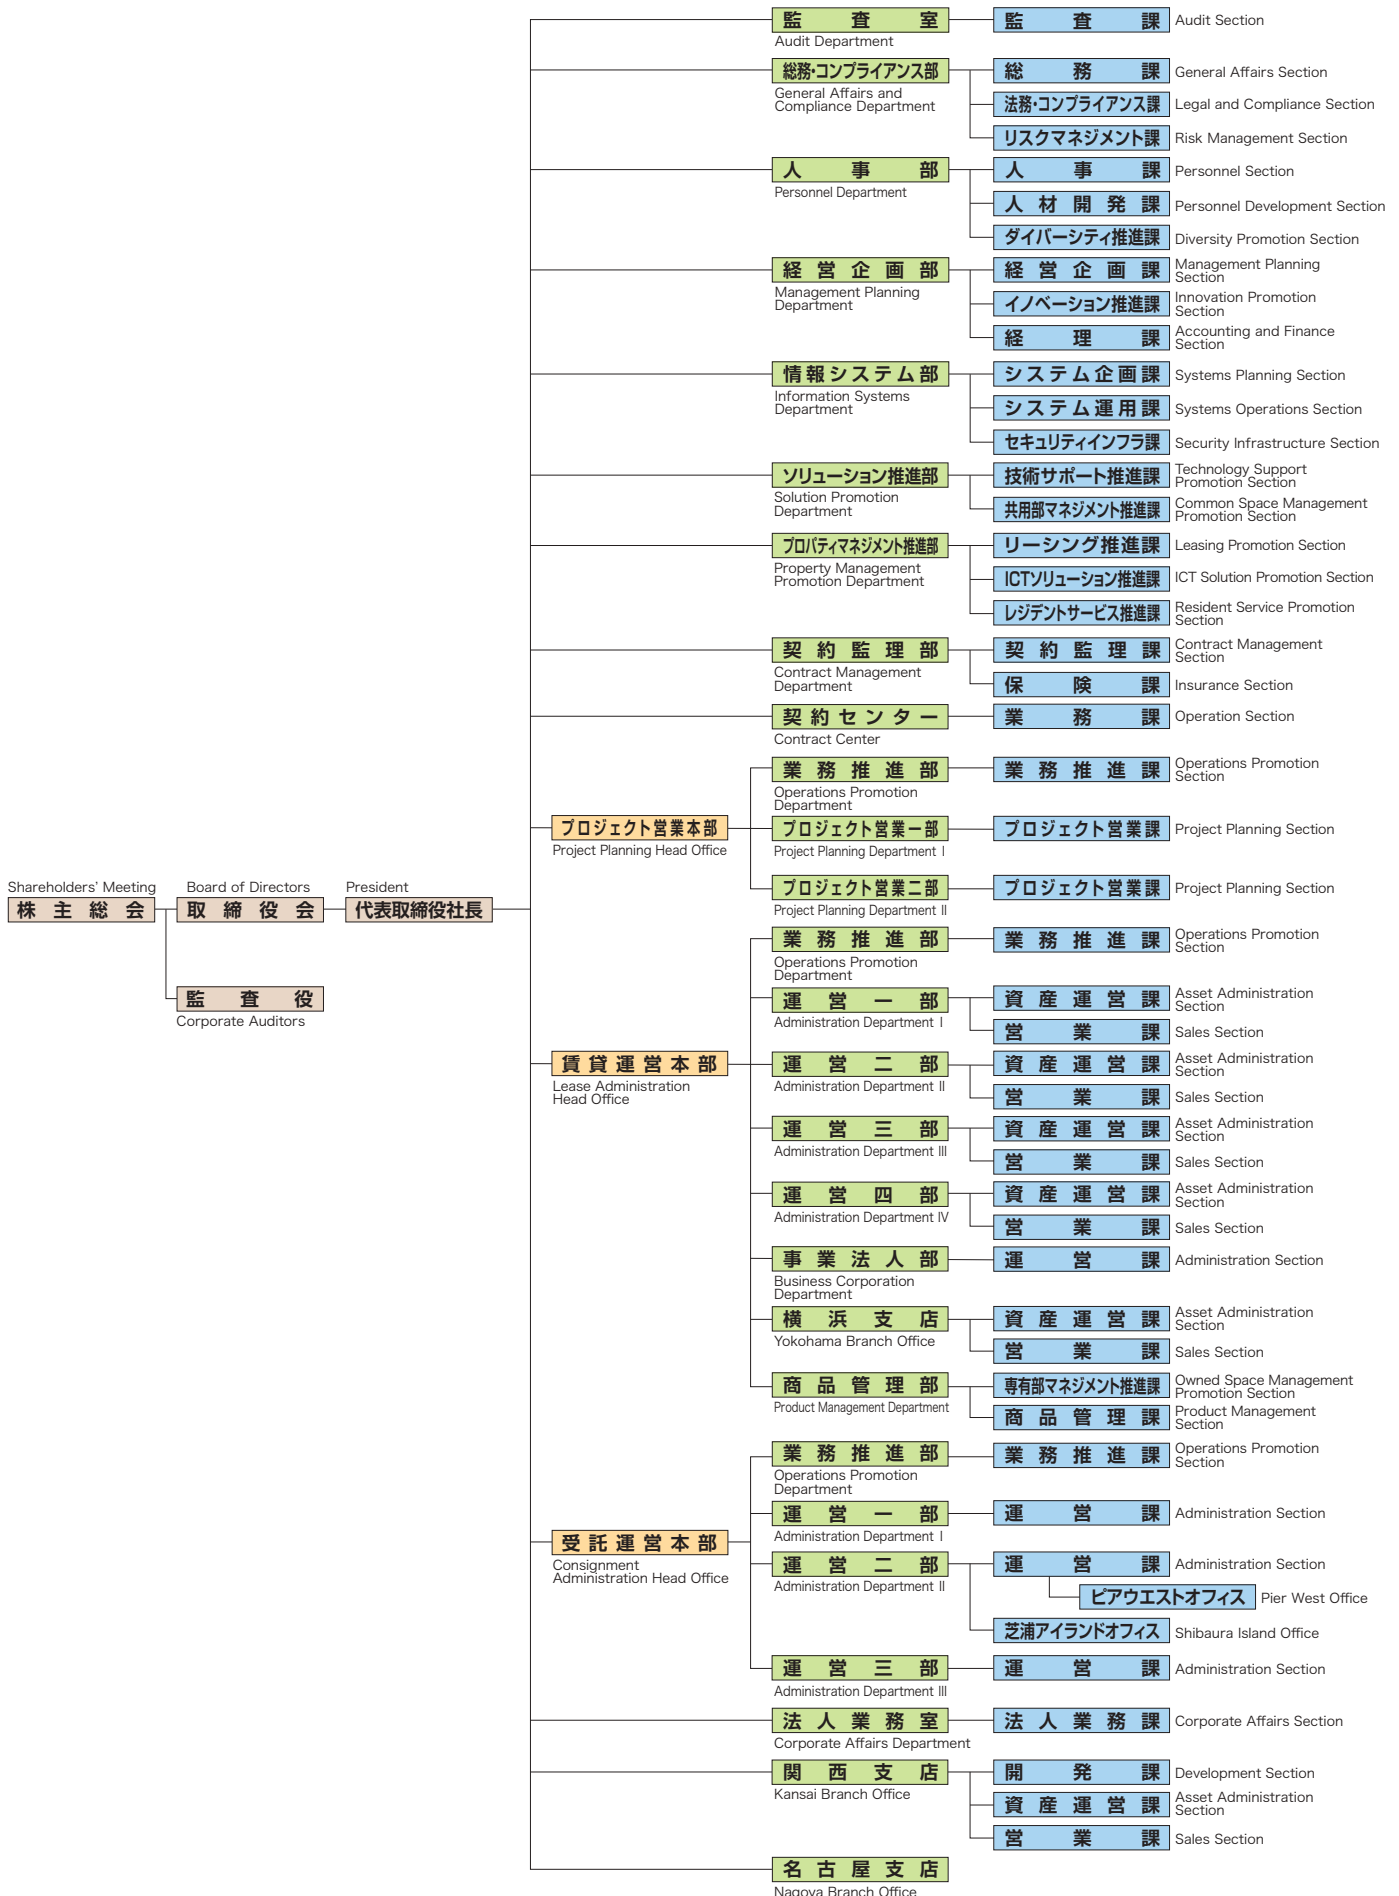 監査室
Audit Department
監査課
Audit Section
総務・コンプライアンス部
General Affairs and
Compliance Department
総務課
General Affairs Section
法務・コンプライアンス課
Legal and Compliance Section
リスクマネジメント課
Risk Management Section
人事部
Personnel Department
人事課
Personnel Section
人材開発課
Personnel Development Section
ダイバーシティ推進課
Diversity Promotion Section
経営企画部
Management Planning
Department
経営企画課
Management Planning
Section
イノベーション推進課
Innovation Promotion
Section
経理課
Accounting and Finance
Section
情報システム部
Information Systems
Department
システム企画課
Systems Planning Section
システム運用課
Systems Operations Section
セキュリティインフラ課
Security Infrastructure Section
ソリューション推進部
Solution Promotion
Department
技術サポート推進課
Technology Support
Promotion Section
共用部マネジメント推進課
Common Space Management
Promotion Section
プロパティマネジメント推進部
Property Management
Promotion Department
リーシング推進課
Leasing Promotion Section
ICTソリューション推進課
ICT Solution Promotion Section
レジデントサービス推進課
Resident Service Promotion
Section
契約監理部
Contract Management
Department
契約監理課
Contract Management
Section
保険課
Insurance Section
契約センター
Contract Center
業務課
Operation Section
プロジェクト営業本部
Project Planning Head Office
業務推進部
Operations Promotion
Department
業務推進課
Operations Promotion
Section
プロジェクト営業一部
Project Planning Department Ⅰ
プロジェクト営業課
Project Planning Section
プロジェクト営業二部
Project Planning Department Ⅱ
プロジェクト営業課
Project Planning Section
Shareholders’ Meeting
株主総会
Board of Directors
取締役会
President
代表取締役社長
監査役
Corporate Auditors
賃貸運営本部
Lease Administration
Head Office
業務推進部
Operations Promotion
Department
業務推進課
Operations Promotion
Section
運営一部
Administration Department Ⅰ
資産運営課
Asset Administration
Section
営業課
Sales Section
運営二部
Administration Department Ⅱ
資産運営課
Asset Administration
Section
営業課
Sales Section
運営三部
Administration Department Ⅲ
資産運営課
Asset Administration
Section
営業課
Sales Section
運営四部
Administration Department Ⅳ
資産運営課
Asset Administration
Section
営業課
Sales Section
事業法人部
Business Corporation
Department
運営課
Administration Section
横浜支店
Yokohama Branch Office
資産運営課
Asset Administration
Section
営業課
Sales Section
商品管理部
Product Management Department
専有部マネジメント推進課
Owned Space Management
Promotion Section
商品管理課
Product Management
Section
受託運営本部
Consignment
Administration Head Office
業務推進部
Operations Promotion
Department
業務推進課
Operations Promotion
Section
運営一部
Administration Department Ⅰ
運営課
Administration Section
運営二部
Administration Department Ⅱ
運営課
Administration Section
ピアウエストオフィス
Pier West Office
芝浦アイランドオフィス
Shibaura Island Office
運営三部
Administration Department Ⅲ
運営課
Administration Section
法人業務室
Corporate Affairs Department
法人業務課
Corporate Affairs Section
関西支店
Kansai Branch Office
開発課
Development Section
資産運営課
Asset Administration
Section
営業課
Sales Section
名古屋支店
Nagoya Branch Office